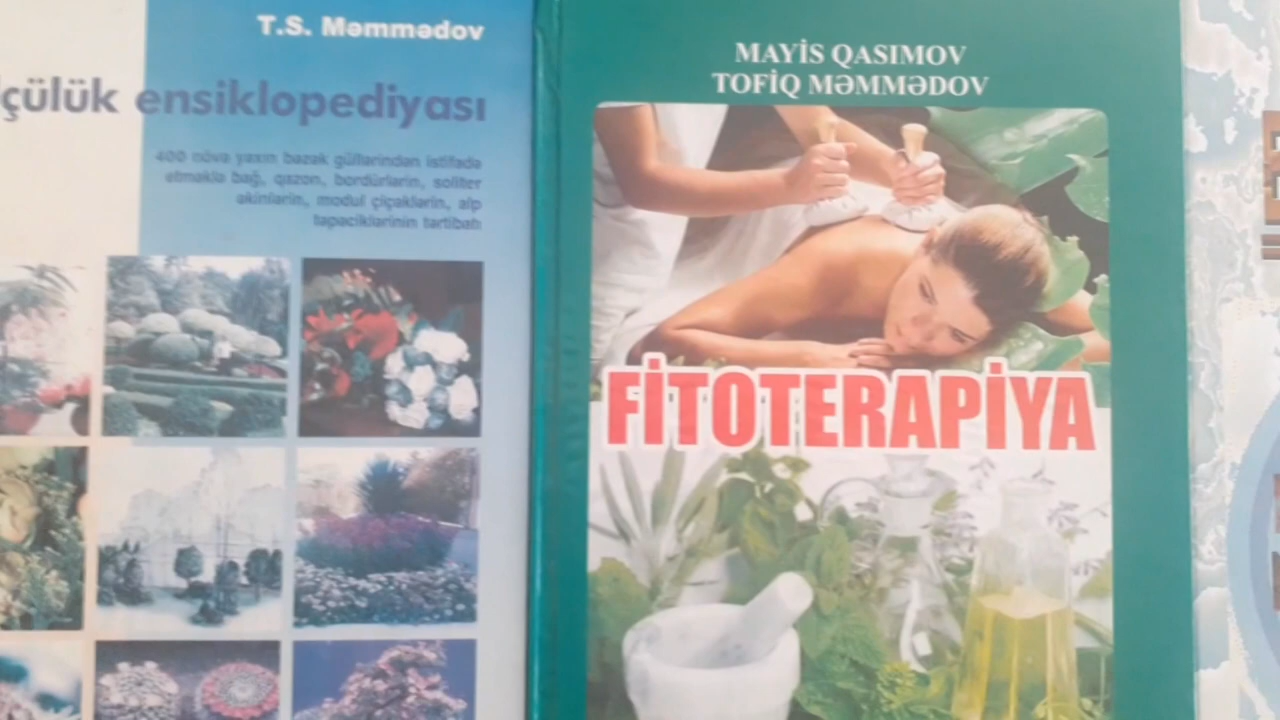 T.S. Məmmədov
çülük ensiklopediyası
400 növə yaxın bəzək güllərindən istifadə
etməklə bağ, qazon, bordürlərin, soliter
əkinlərin, modul çiçəklərin, alp
təpəciklərinin tərtibatı
MAYİS QASIMOV
TOFİQ MƏMMƏDOV
FİTOTERAPİYA